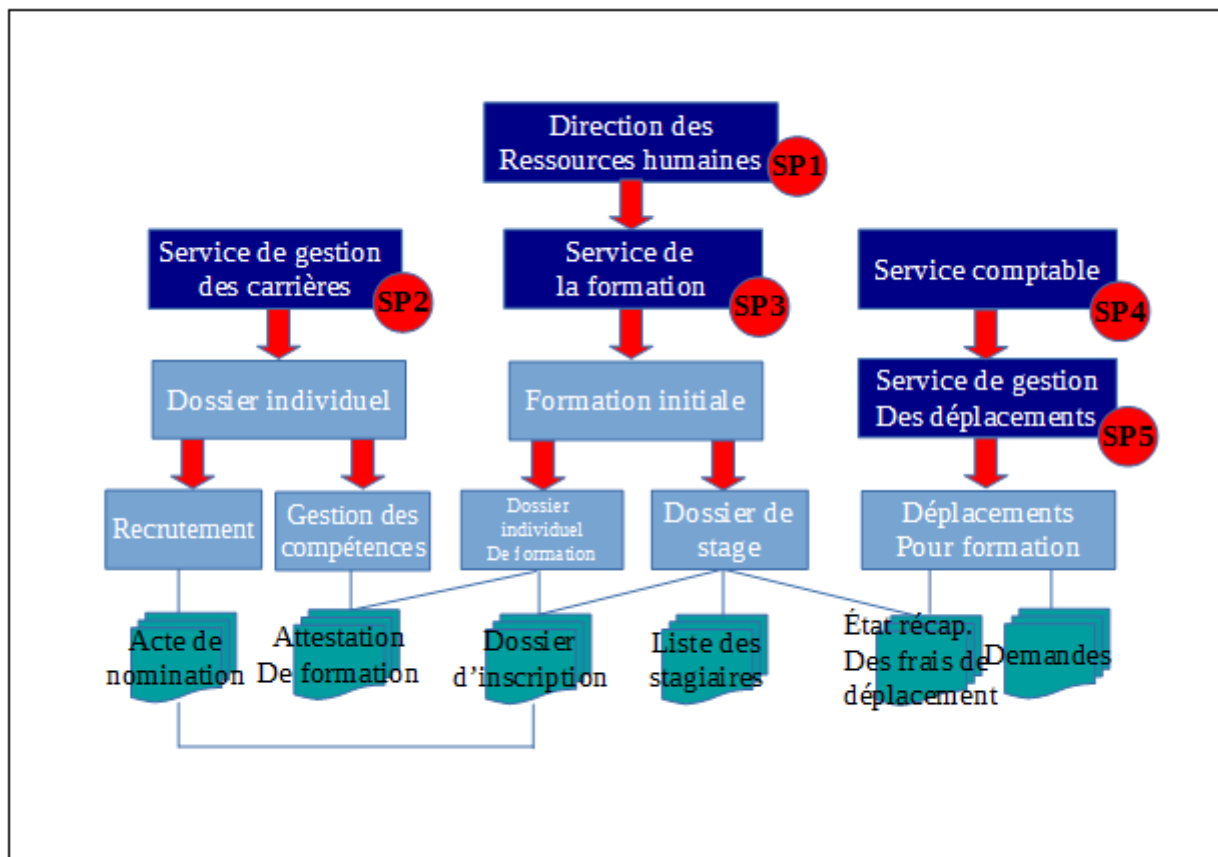 Direction des
Ressources humaines
SP1
Service de gestion
des carrières
SP2
Service de
la formation
SP3
Service comptable
SP4
Dossier individuel
Formation initiale
Service de gestion
Des déplacements
SP5
Recrutement
Gestion des
compétences
Dossier
individuel
De formation
Dossier de
stage
Déplacements
Pour formation
Acte de
nomination
Attestation
De formation
Dossier
d’inscription
Liste des
stagiaires
État récap.
Des frais de
déplacement
Demandes